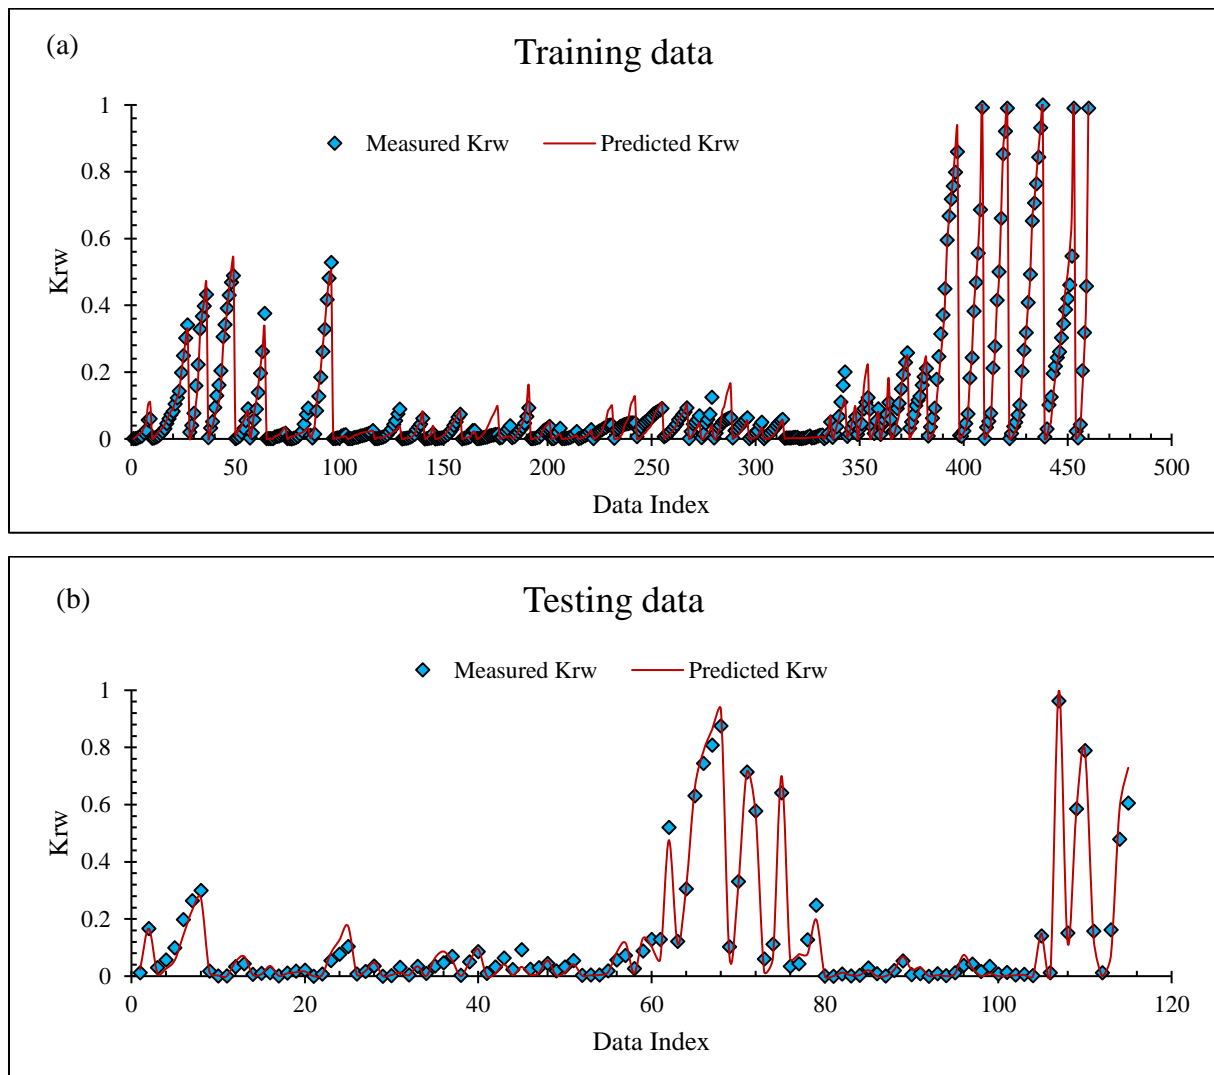 (a)
Training data
Measured Krw
Predicted Krw
1
0.8
0.6
0.4
0.2
0
Krw
0 50 100 150 200 250 300 350 400 450 500
Data Index
(b)
Testing data
Measured Krw
Predicted Krw
1
0.8
0.6
0.4
0.2
0
Krw
0 20 40 60 80 100 120
Data Index